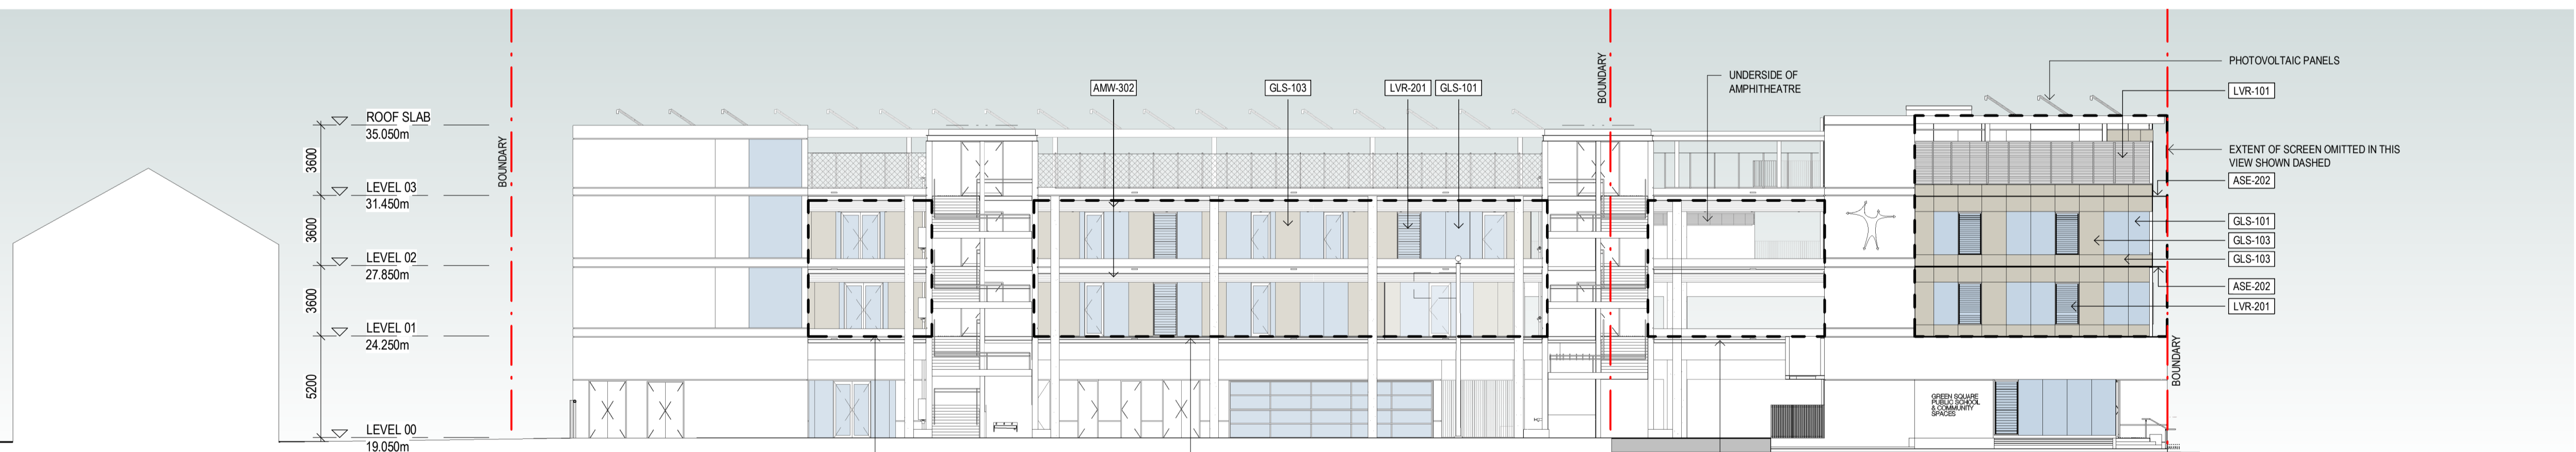 ROOF SLAB
35.050m
3600
LEVEL 03
31.450m
3600
LEVEL 02
27.850m
3600
LEVEL 01
24.250m
5200
LEVEL 00
19.050m
BOUNDARY
AMW-302
GLS-103
LVR-201
GLS-101
BOUNDARY
UNDERSIDE OF
AMPHITHEATRE
PHOTOVOLTAIC PANELS
LVR-101
EXTENT OF SCREEN OMITTED IN THIS
VIEW SHOWN DASHED
ASE-202
GLS-101
GLS-103
GLS-103
ASE-202
LVR-201
BOUNDARY
GREEN SQUARE
PUBLIC SCHOOL
& COMMUNITY
SPACES